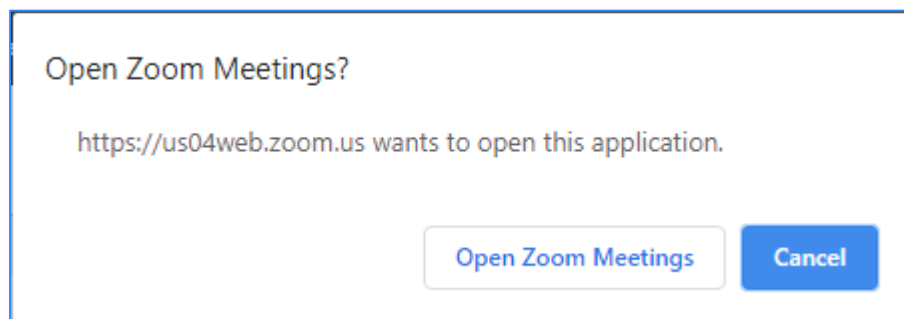 Open Zoom Meetings?
https://us04web.zoom.us wants to open this application.
Open Zoom Meetings
Cancel